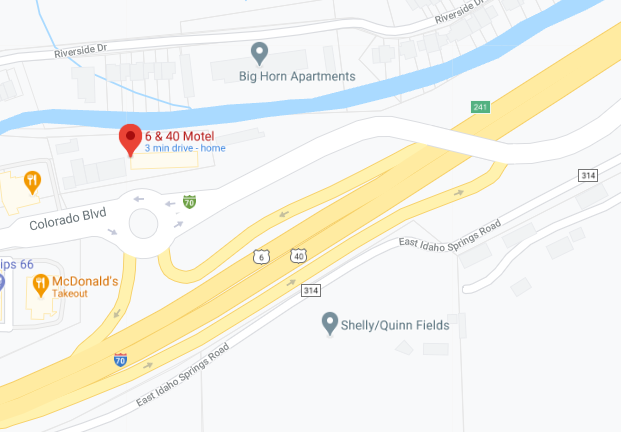 Riverside Dr
Riverside Dr
Big Horn Apartments
241
6 & 40 Motel
3 min drive - home
314
70
Colorado Blvd
East Idaho Springs Road
6
40
ips 66
McDonald's
Takeout
314
Shelly/Quinn Fields
70
East Idaho Springs Road